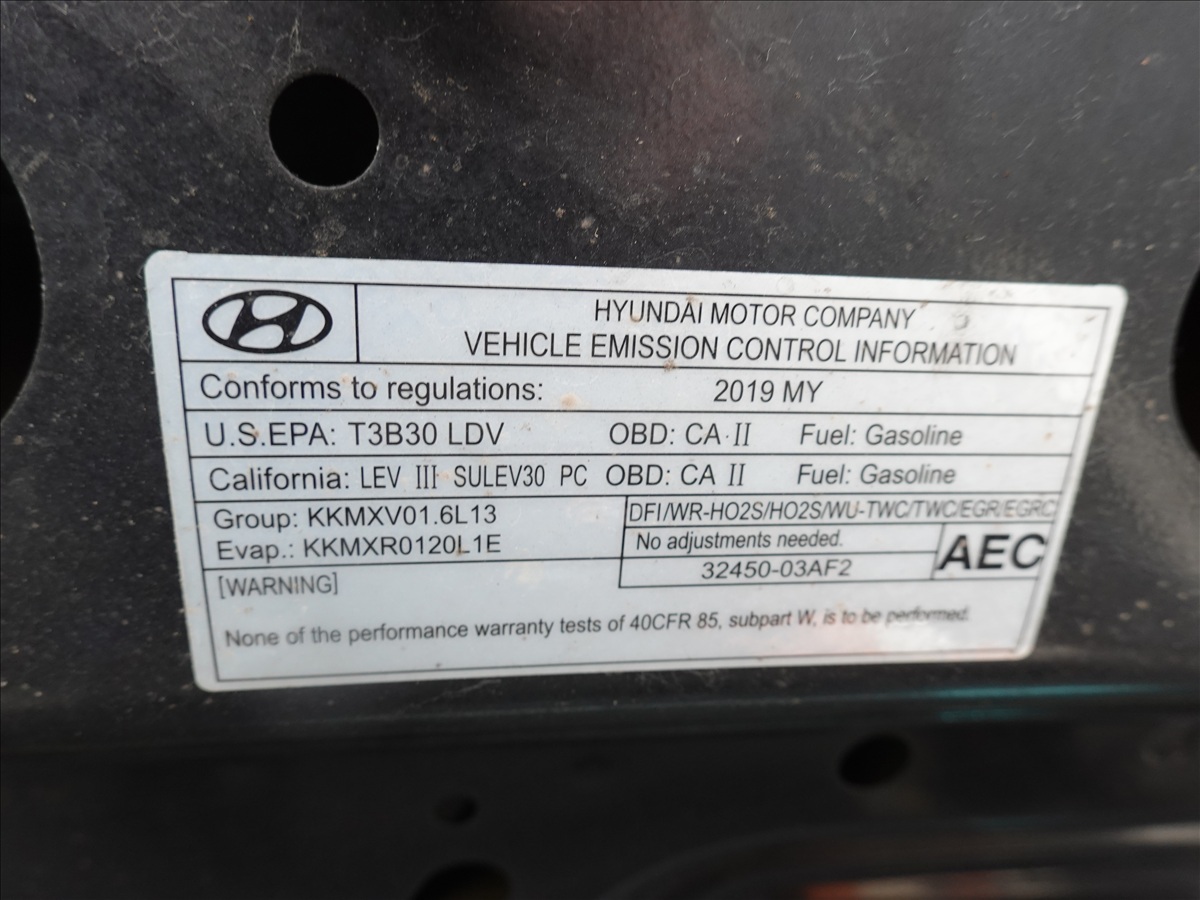 HYUNDAI MOTOR COMPANY
VEHICLE EMISSION CONTROL INFORMATION
Conforms to regulations: 2019 MY
U.S.EPA: T3B30 LDV OBD: CA II Fuel: Gasoline
California: LEV III SULEV30 PC OBD: CA II Fuel: Gasoline
Group: KKMXV01.6L13
Evap.: KKMXR0120L1E
DFI/WR-HO2S/HO2S/WU-TWC/TWC/EGR/EGRC
No adjustments needed.
32450-03AF2
AEC
[WARNING]
None of the performance warranty tests of 40CFR 85, subpart W, is to be performed.